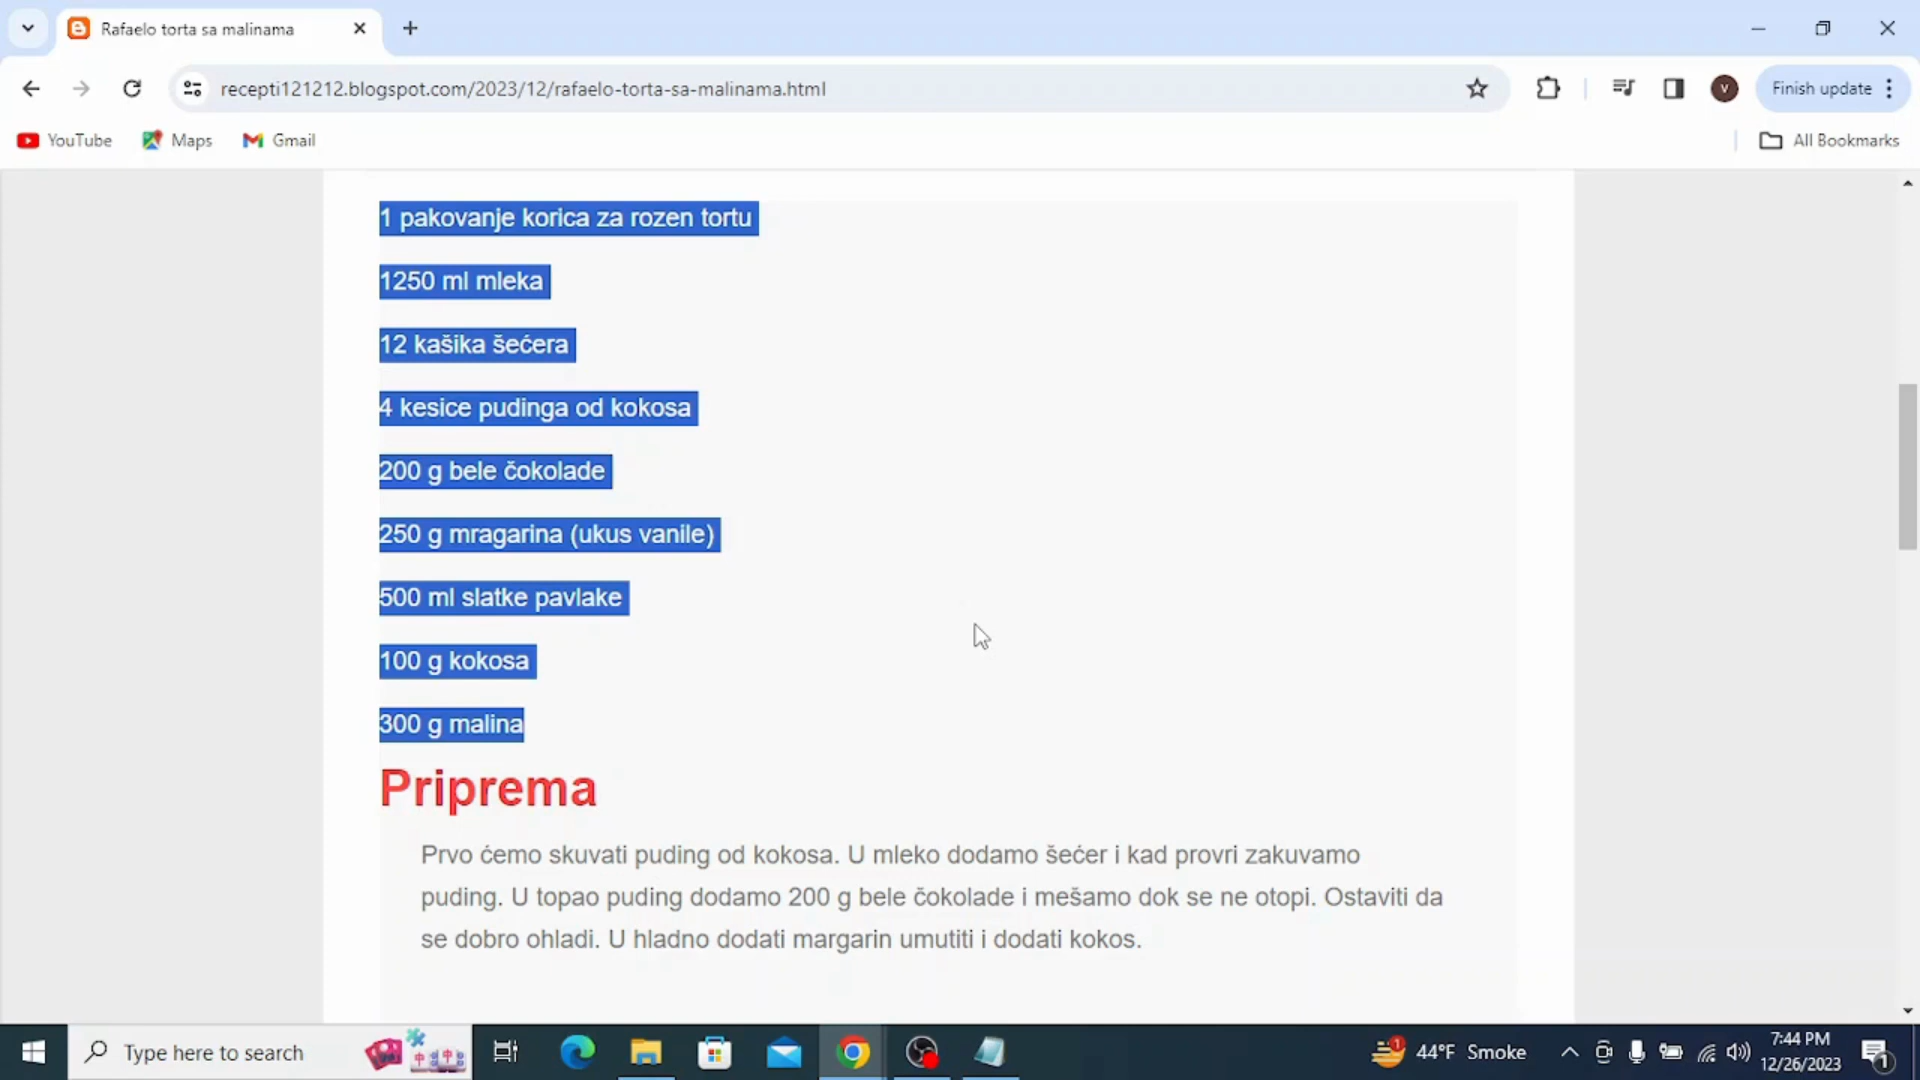 Rafaelo torta sa malinama
recepti121212.blogspot.com/2023/12/rafaelo-torta-sa-malinama.html
V
Finish update
YouTube
Maps
Gmail
All Bookmarks
1 pakovanje korica za rozen tortu
1250 ml mleka
12 kašika šećera
4 kesice pudinga od kokosa
200 g bele čokolade
250 g mragarina (ukus vanile)
500 ml slatke pavlake
100 g kokosa
300 g malina
Priprema
Prvo ćemo skuvati puding od kokosa. U mleko dodamo šećer i kad provri zakuvamo
puding. U topao puding dodamo 200 g bele čokolade i mešamo dok se ne otopi. Ostaviti da
se dobro ohladi. U hladno dodati margarin umutiti i dodati kokos.
Type here to search
1
44°F Smoke
7:44 PM
12/26/2023
1